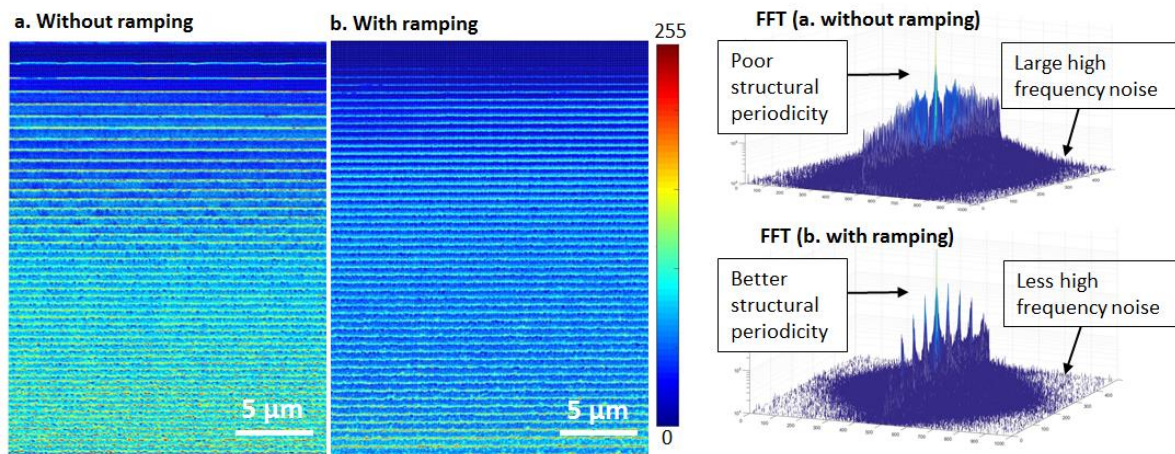 a. Without ramping
b. With ramping
255
0
5 µm
5 µm
FFT (a. without ramping)
Poor
structural
periodicity
Large high
frequency noise
FFT (b. with ramping)
Better
structural
periodicity
Less high
frequency noise